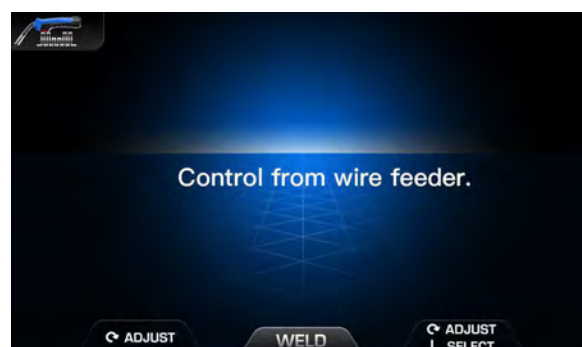 Control from wire feeder.
ADJUST
WELD
ADJUST
SELECT